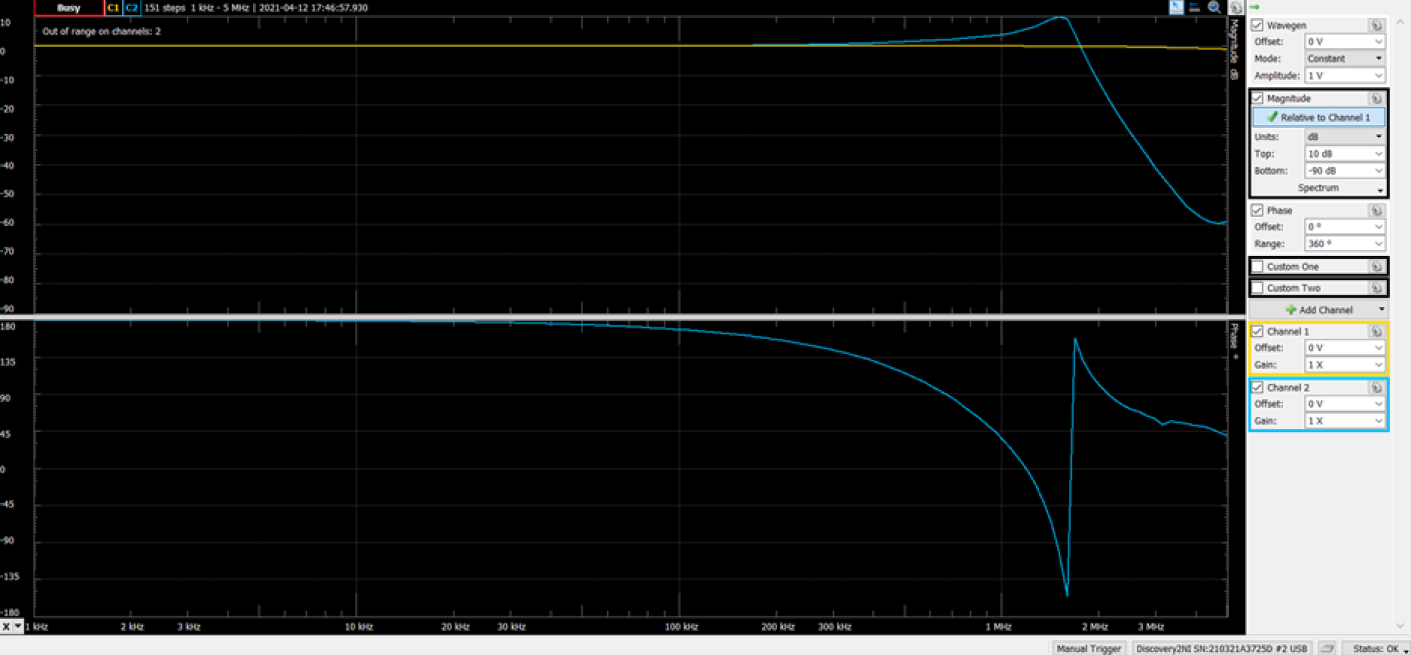 Busy C1 C2 151 steps 1 kHz - 5 MHz | 2021-04-12 17:46:57.930
Out of range on channels: 2
10
0
-10
-20
-30
-40
-50
-60
-70
-80
-90
Magnitude dB
180
135
90
45
0
-45
-90
-135
-180
Phase °
X 1 kHz 2 kHz 3 kHz 10 kHz 20 kHz 30 kHz 100 kHz 200 kHz 300 kHz 1 MHz 2 MHz 3 MHz
Wavegen
Offset: 0 V
Mode: Constant
Amplitude: 1 V
Magnitude
Relative to Channel 1
Units: dB
Top: 10 dB
Bottom: -90 dB
Spectrum
Phase
Offset: 0 °
Range: 360 °
Custom One
Custom Two
Add Channel
Channel 1
Offset: 0 V
Gain: 1 X
Channel 2
Offset: 0 V
Gain: 1 X
Manual Trigger Discovery2NI SN:210321A3725D #2 USB Status: OK